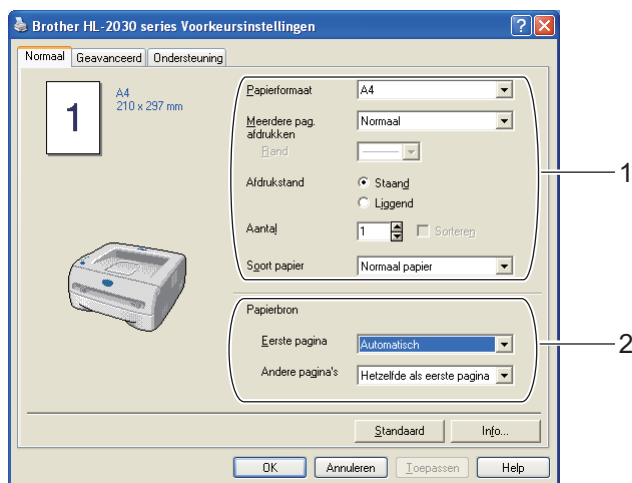 Brother HL-2030 series Voorkeursinstellingen
Normaal Geavanceerd Ondersteuning
1
A4
210 x 297 mm
Papierformaat A4
Meerdere pag. afdrukken Normaal
Rand
Afdrukstand Staand
Liggend
Aantal 1 Sorteren
Soort papier Normaal papier
1
Papierbron
Eerste pagina Automatisch
Andere pagina's Hetzelfde als eerste pagina
2
Standaard Info...
OK Annuleren Toepassen Help